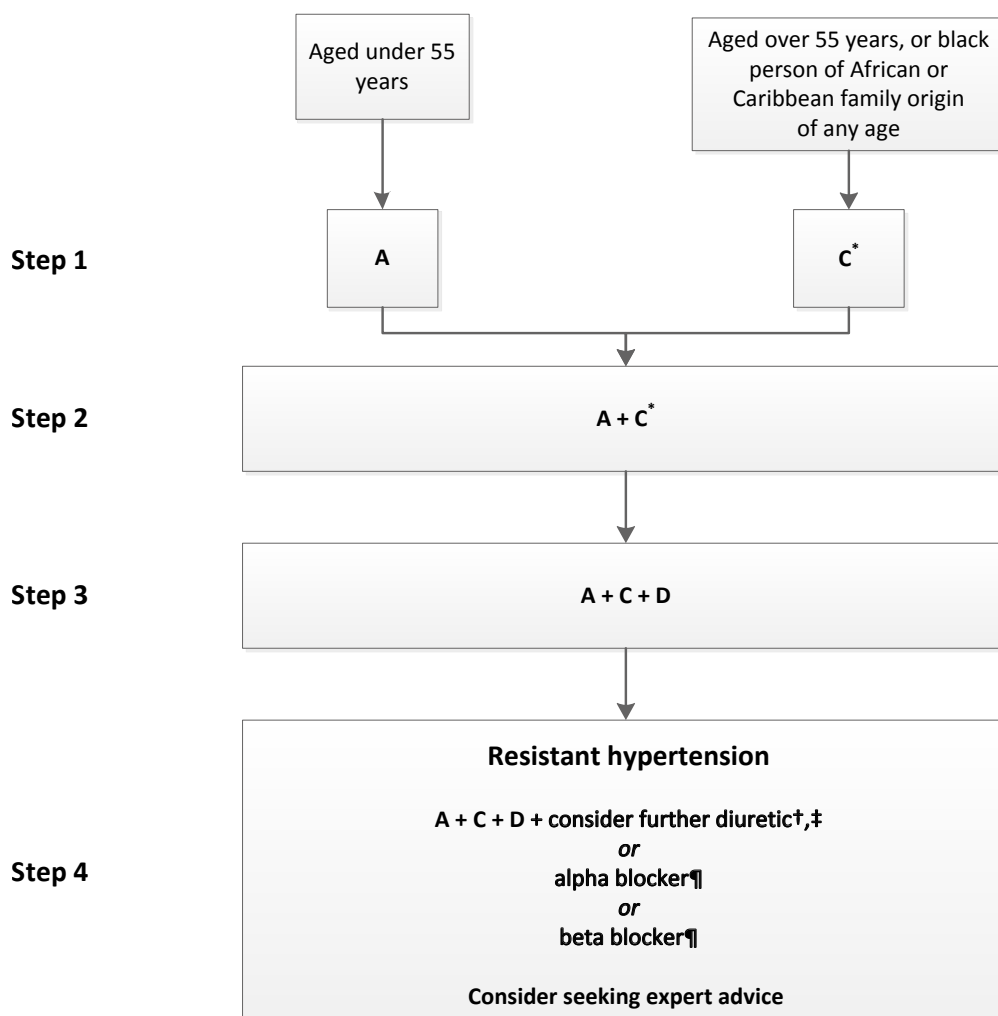 Aged under 55
years
Aged over 55 years, or black
person of African or
Caribbean family origin
of any age
Step 1
A
C*
Step 2
A + C*
Step 3
A + C + D
Step 4
Resistant hypertension
A + C + D + consider further diuretic†,‡
or
alpha blocker¶
or
beta blocker¶
Consider seeking expert advice